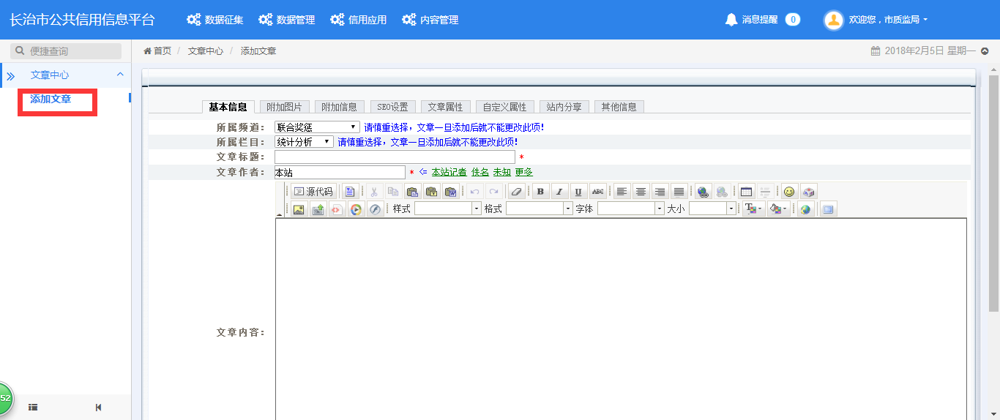 长治市公共信用信息平台 数据征集 数据管理 信用应用 内容管理 消息提醒 0 欢迎您，市质监局
便捷查询 首页 / 文章中心 / 添加文章 2018年2月5日 星期一
文章中心
添加文章
基本信息 附加图片 附加信息 SEO设置 文章属性 自定义属性 站内分享 其他信息
所属频道： 联合奖惩 请慎重选择，文章一旦添加后就不能更改此项！
所属栏目： 统计分析 请慎重选择，文章一旦添加后就不能更改此项！
文章标题： *
文章作者： 本站 * <= 本站记者 佚名 未知 更多
源代码 B I U ABC
样式 格式 字体 大小
文章内容：
52